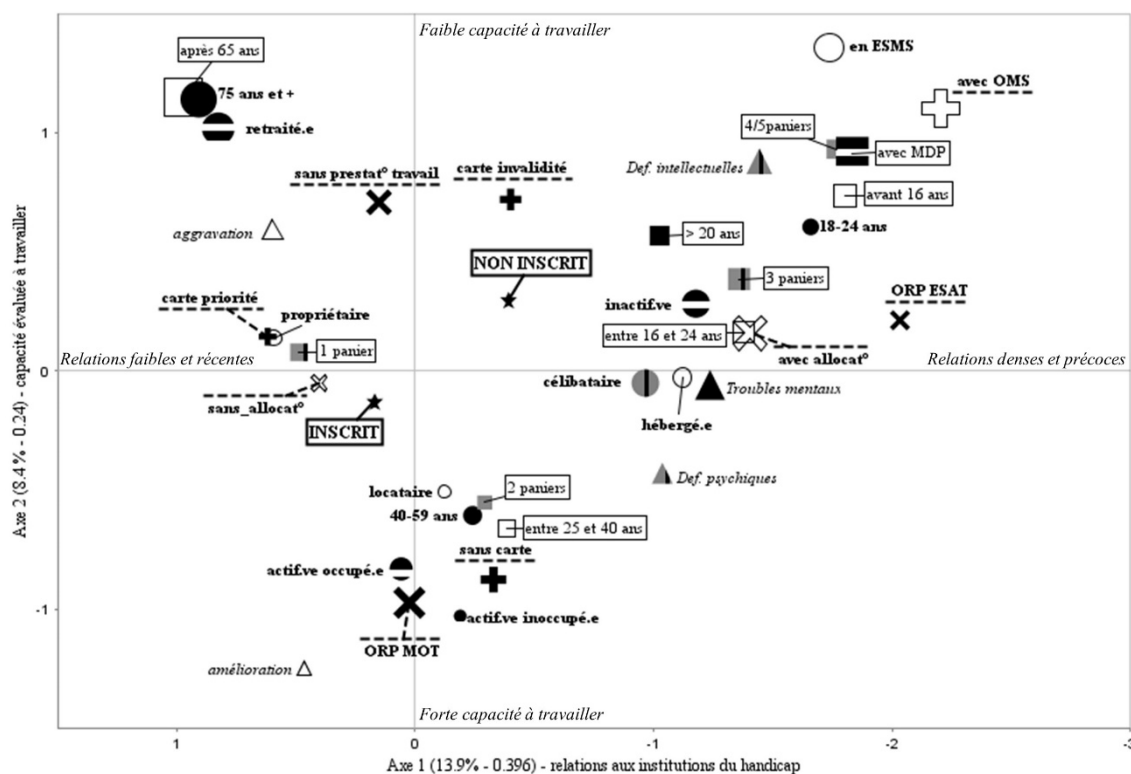 Faible capacité à travailler
en ESMS
après 65 ans
75 ans et +
avec OMS
retraité.e
4/5paniers
avec MDP
Def. intellectuelles
sans prestat° travail
carte invalidité
avant 16 ans
18-24 ans
aggravation
> 20 ans
NON INSCRIT
3 paniers
carte priorité
propriétaire
inactif.ve
ORP ESAT
entre 16 et 24 ans
1 panier
Relations faibles et récentes
avec allocat°
Relations denses et précoces
sans_allocat°
célibataire
Troubles mentaux
hébergé.e
INSCRIT
Def. psychiques
locataire
2 paniers
40-59 ans
entre 25 et 40 ans
sans carte
actif.ve occupé.e
actif.ve inoccupé.e
ORP MOT
amélioration
Forte capacité à travailler
1
0
-1
1
0
-1
-2
-3
Axe 1 (13.9% - 0.396) - relations aux institutions du handicap
Axe 2 (8.4% - 0.24) - capacité évaluée à travailler